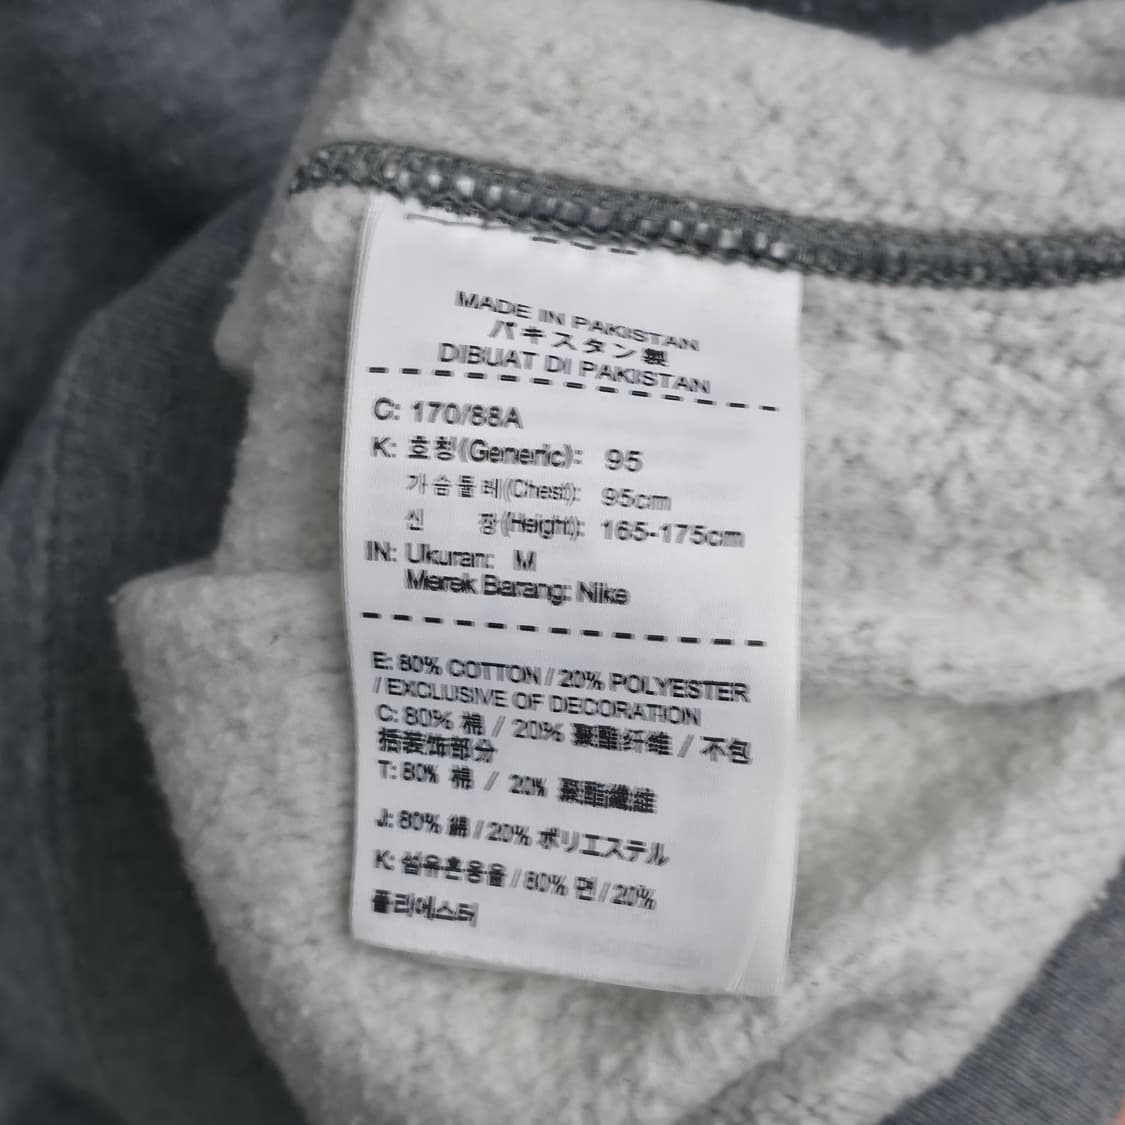 MADE IN PAKISTAN
パキスタン製
DIBUAT DI PAKISTAN
C: 170/88A
K: 호칭(Generic): 95
가슴둘레(Chest): 95cm
신 장(Height): 165-175cm
IN: Ukuran: M
Merek Barang: Nike
E: 80% COTTON / 20% POLYESTER
/ EXCLUSIVE OF DECORATION
C: 80% 棉 / 20% 聚酯纤维 / 不包
括装饰部分
T: 80% 棉 / 20% 聚酯纖維
J: 80% 綿 / 20% ポリエステル
K: 섬유혼용율 / 80% 면 / 20%
폴리에스터